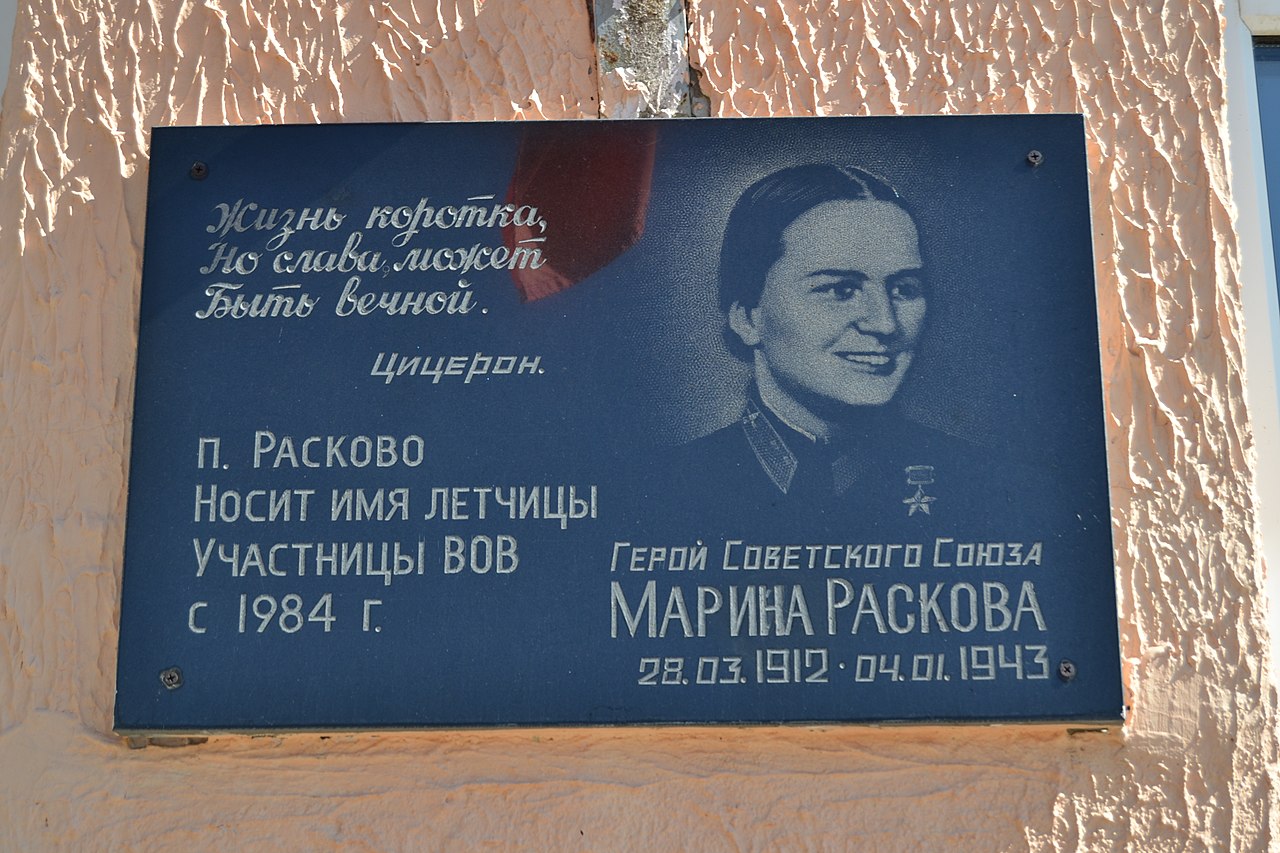 Жизнь коротка,
Но слава может
Быть вечной.
Цицерон.
п. Расково
Носит имя летчицы
Участницы ВОВ
с 1984 г.
Герой Советского Союза
Марина Раскова
28.03.1912 · 04.01.1943